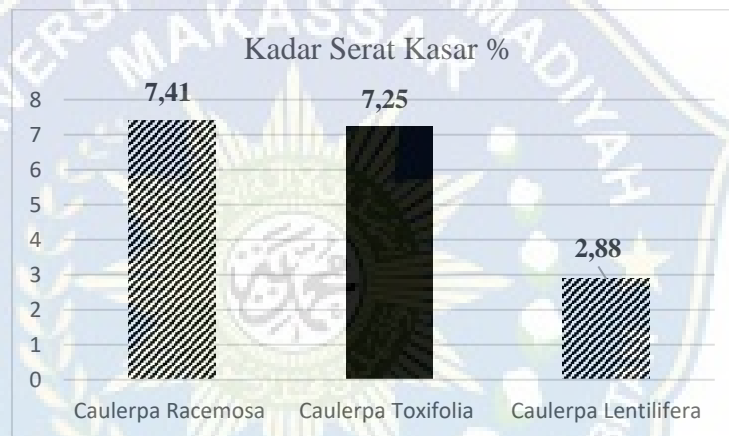 Kadar Serat Kasar %
8
7
6
5
4
3
2
1
0
7,41
7,25
2,88
Caulerpa Racemosa
Caulerpa Toxifolia
Caulerpa Lentilifera
MAKASSAR